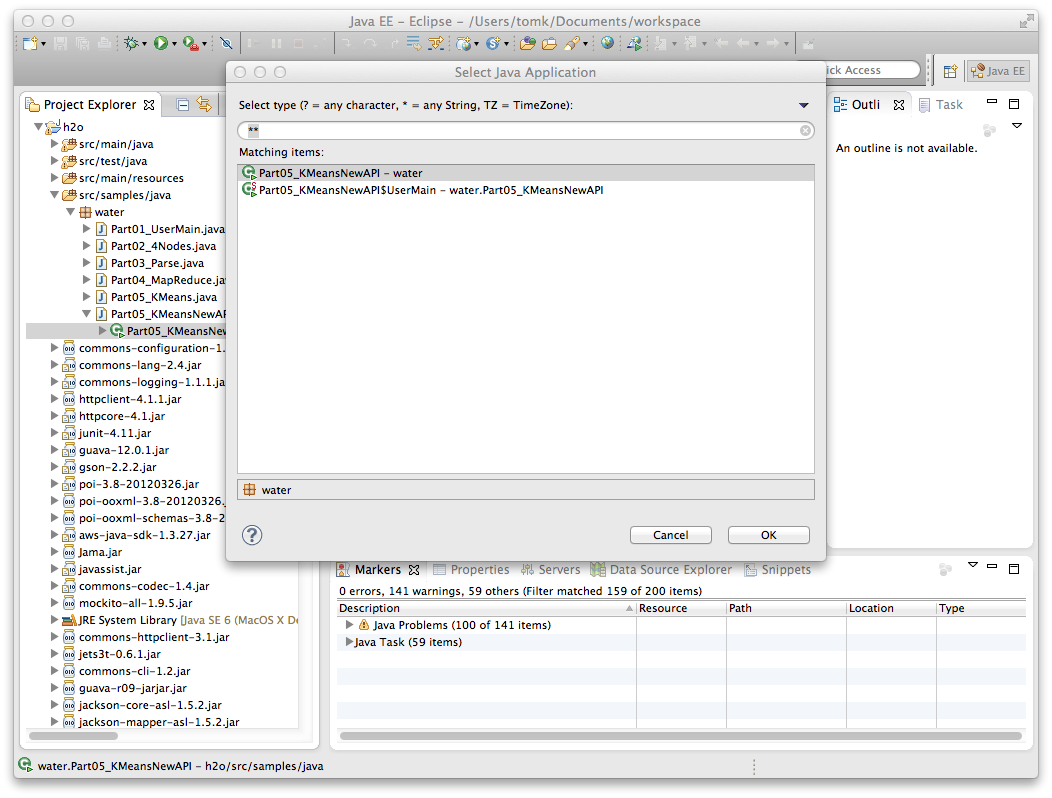 Java EE – Eclipse – /Users/tomk/Documents/workspace
ick Access
Java EE
Project Explorer
h2o
src/main/java
src/test/java
src/main/resources
src/samples/java
water
Part01_UserMain.java
Part02_4Nodes.java
Part03_Parse.java
Part04_MapReduce.jav
Part05_KMeans.java
Part05_KMeansNewAP
Part05_KMeansNew
commons-configuration-1.
commons-lang-2.4.jar
commons-logging-1.1.1.ja
httpclient-4.1.1.jar
httpcore-4.1.jar
junit-4.11.jar
guava-12.0.1.jar
gson-2.2.2.jar
poi-3.8-20120326.jar
poi-ooxml-3.8-20120326.
poi-ooxml-schemas-3.8-2
aws-java-sdk-1.3.27.jar
Jama.jar
javassist.jar
commons-codec-1.4.jar
mockito-all-1.9.5.jar
JRE System Library [Java SE 6 (MacOS X De
commons-httpclient-3.1.jar
jets3t-0.6.1.jar
commons-cli-1.2.jar
guava-r09-jarjar.jar
jackson-core-asl-1.5.2.jar
jackson-mapper-asl-1.5.2.jar
Select Java Application
Select type (? = any character, * = any String, TZ = TimeZone):
**
Matching items:
Part05_KMeansNewAPI – water
Part05_KMeansNewAPI$UserMain – water.Part05_KMeansNewAPI
water
?
Cancel
OK
Outli
Task
An outline is not available.
Markers
Properties
Servers
Data Source Explorer
Snippets
0 errors, 141 warnings, 59 others (Filter matched 159 of 200 items)
Description
Resource
Path
Location
Type
Java Problems (100 of 141 items)
Java Task (59 items)
water.Part05_KMeansNewAPI – h2o/src/samples/java